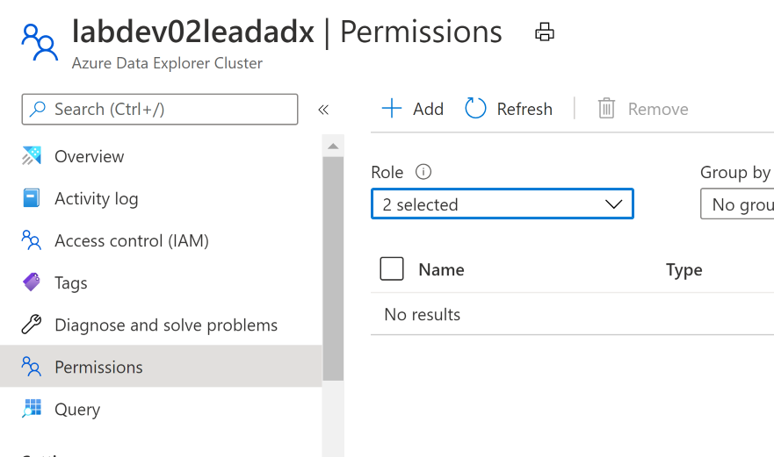 labdev02leadadx | Permissions
Azure Data Explorer Cluster
Search (Ctrl+/)
«
Add
Refresh
Remove
Overview
Activity log
Access control (IAM)
Tags
Diagnose and solve problems
Permissions
Query
Role
Group by
2 selected
No grou
Name
Type
No results